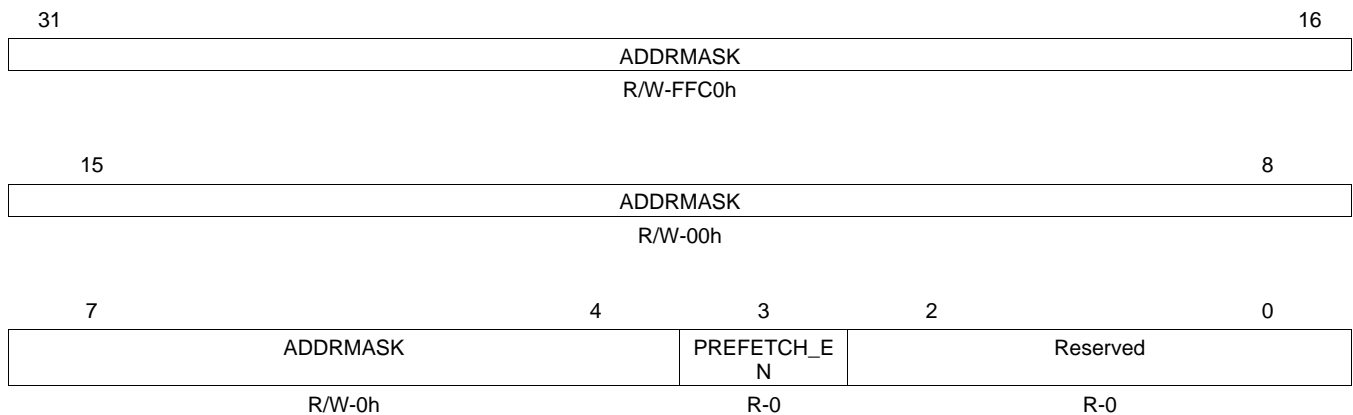 31 16
ADDRMASK
R/W-FFC0h
15 8
ADDRMASK
R/W-00h
7 4 3 2 0
ADDRMASK PREFETCH_E Reserved
N
R/W-0h R-0 R-0